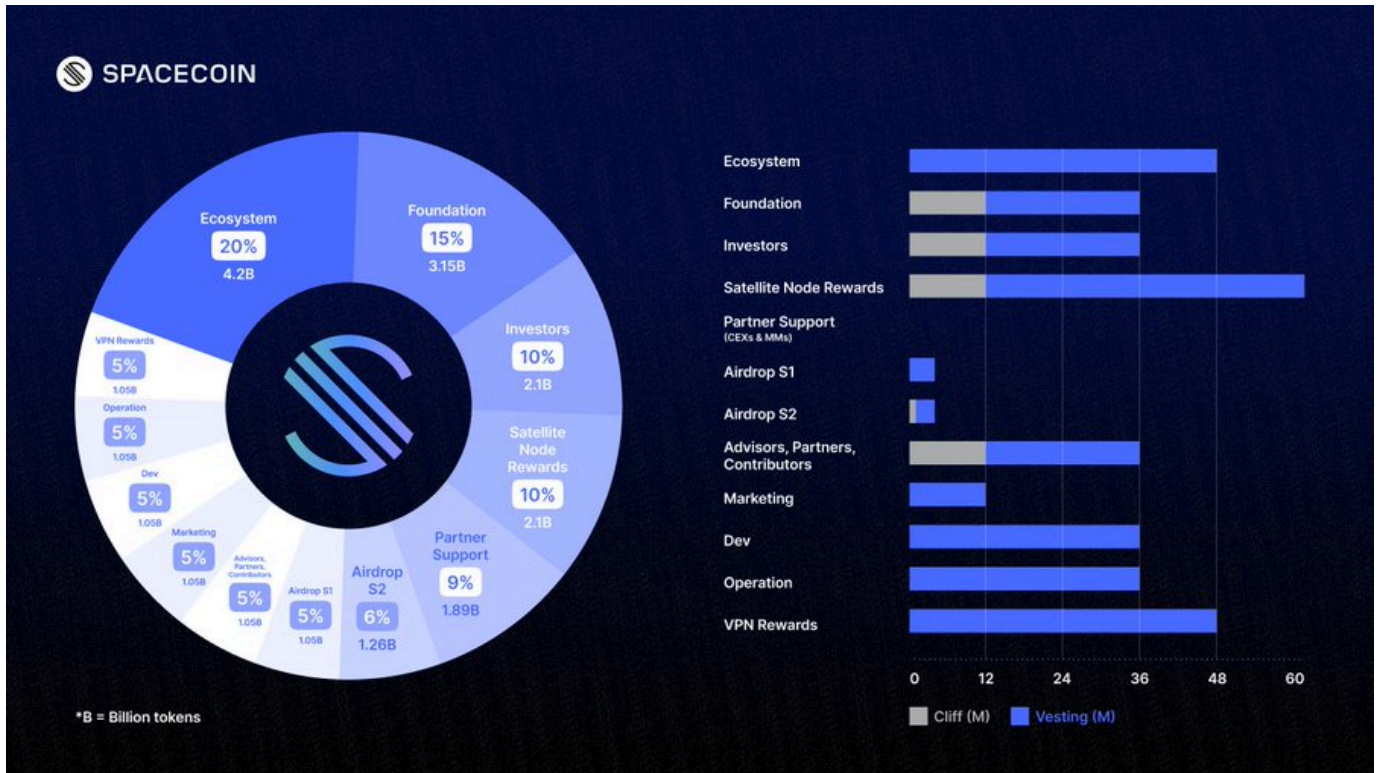 SPACECOIN
Ecosystem
20%
4.2B
Foundation
15%
3.15B
Investors
10%
2.1B
Satellite
Node
Rewards
10%
2.1B
Partner
Support
9%
1.89B
Airdrop
S2
6%
1.26B
Airdrop S1
5%
1.05B
Advisors,
Partners,
Contributors
5%
1.05B
Marketing
5%
1.05B
Dev
5%
1.05B
Operation
5%
1.05B
VPN Rewards
5%
1.05B
*B = Billion tokens
Ecosystem
Foundation
Investors
Satellite Node Rewards
Partner Support
(CEXs & MMs)
Airdrop S1
Airdrop S2
Advisors, Partners,
Contributors
Marketing
Dev
Operation
VPN Rewards
0 12 24 36 48 60
Cliff (M) Vesting (M)